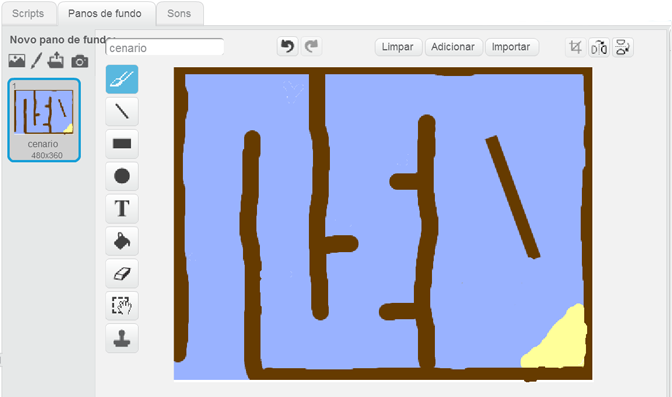 Scripts Panos de fundo Sons
Novo pano de fundo:
cenario
Limpar Adicionar Importar
1
cenario
480x360
T